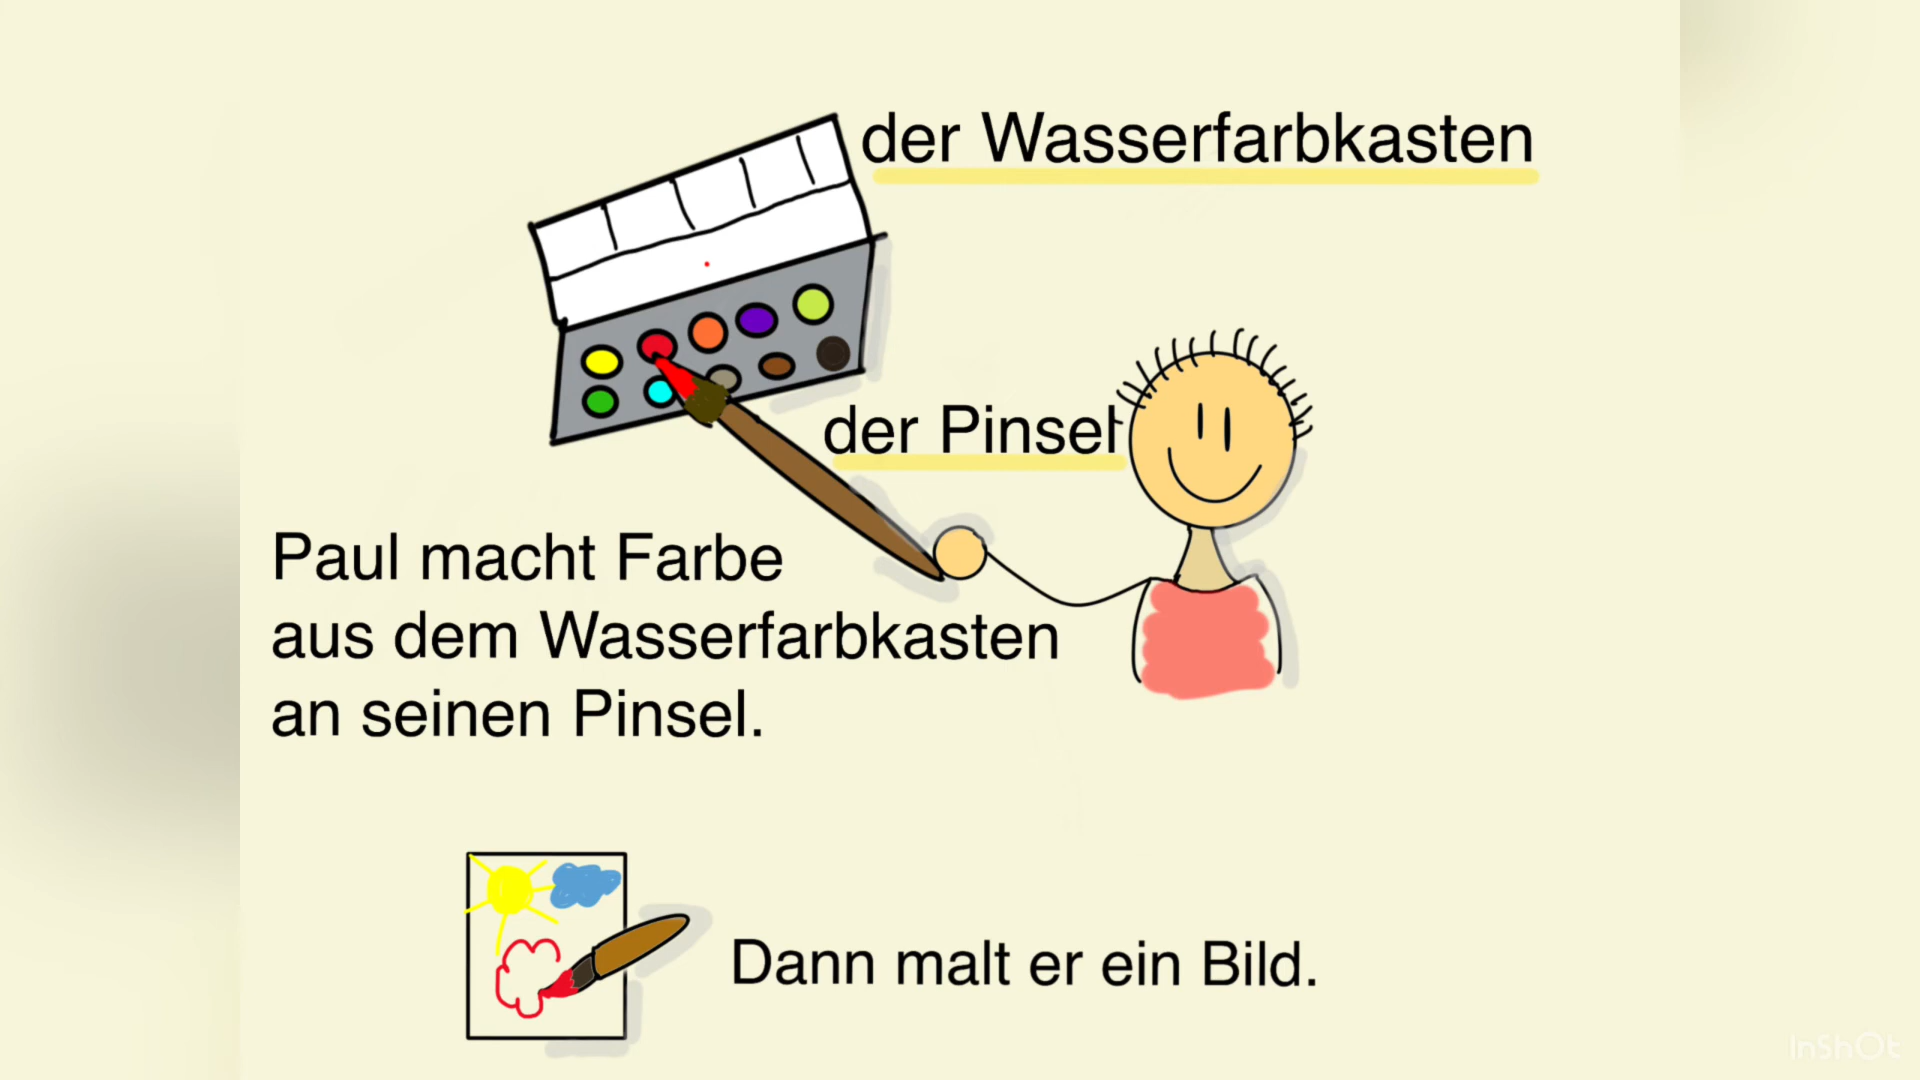 der Wasserfarbkasten
der Pinsel
Paul macht Farbe
aus dem Wasserfarbkasten
an seinen Pinsel.
Dann malt er ein Bild.
InShOt